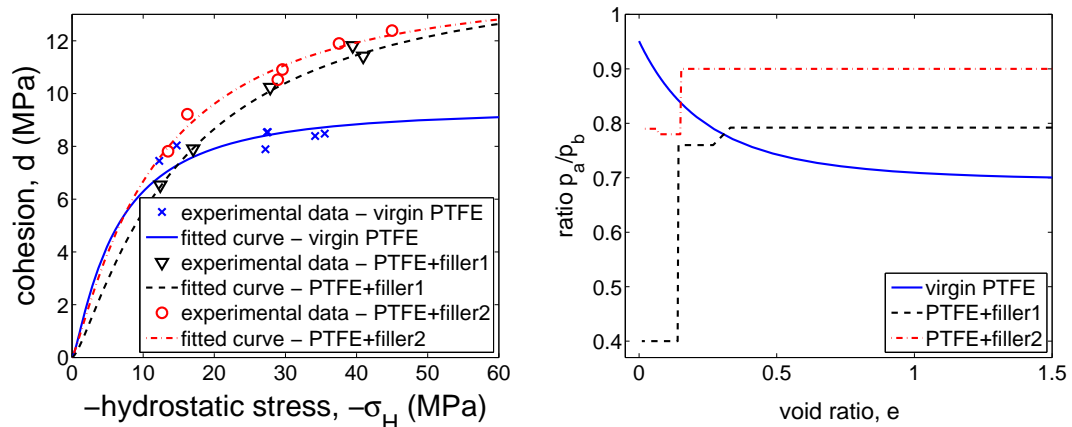 12
10
8
6
4
2
0
cohesion, d (MPa)
experimental data – virgin PTFE
fitted curve – virgin PTFE
experimental data – PTFE+filler1
fitted curve – PTFE+filler1
experimental data – PTFE+filler2
fitted curve – PTFE+filler2
0 10 20 30 40 50 60
–hydrostatic stress, –σ_H (MPa)
1
0.9
0.8
0.7
0.6
0.5
0.4
ratio p_a/p_b
virgin PTFE
PTFE+filler1
PTFE+filler2
0 0.5 1 1.5
void ratio, e